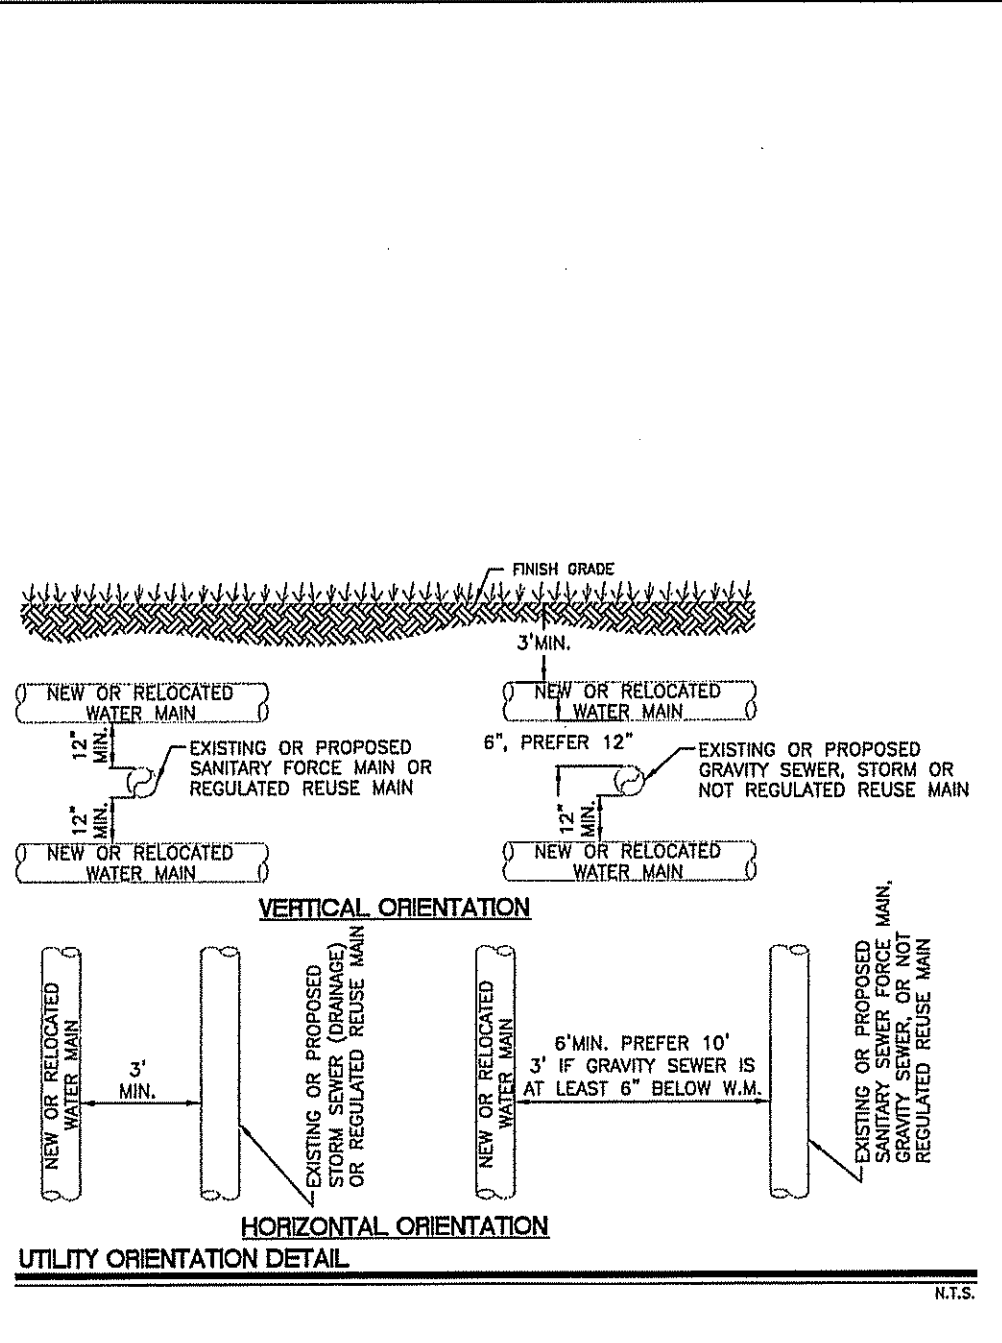 FINISH GRADE
3'MIN.
NEW OR RELOCATED
WATER MAIN
12"
MIN.
EXISTING OR PROPOSED
SANITARY FORCE MAIN OR
REGULATED REUSE MAIN
12"
MIN.
NEW OR RELOCATED
WATER MAIN
NEW OR RELOCATED
WATER MAIN
6", PREFER 12"
EXISTING OR PROPOSED
GRAVITY SEWER, STORM OR
NOT REGULATED REUSE MAIN
12"
MIN.
NEW OR RELOCATED
WATER MAIN
VERTICAL ORIENTATION
NEW OR RELOCATED
WATER MAIN
3'
MIN.
EXISTING OR PROPOSED
STORM SEWER (DRAINAGE)
OR REGULATED REUSE MAIN
NEW OR RELOCATED
WATER MAIN
6'MIN. PREFER 10'
3' IF GRAVITY SEWER IS
AT LEAST 6" BELOW W.M.
EXISTING OR PROPOSED
SANITARY SEWER FORCE MAIN,
GRAVITY SEWER, OR NOT
REGULATED REUSE MAIN
HORIZONTAL ORIENTATION
UTILITY ORIENTATION DETAIL
N.T.S.